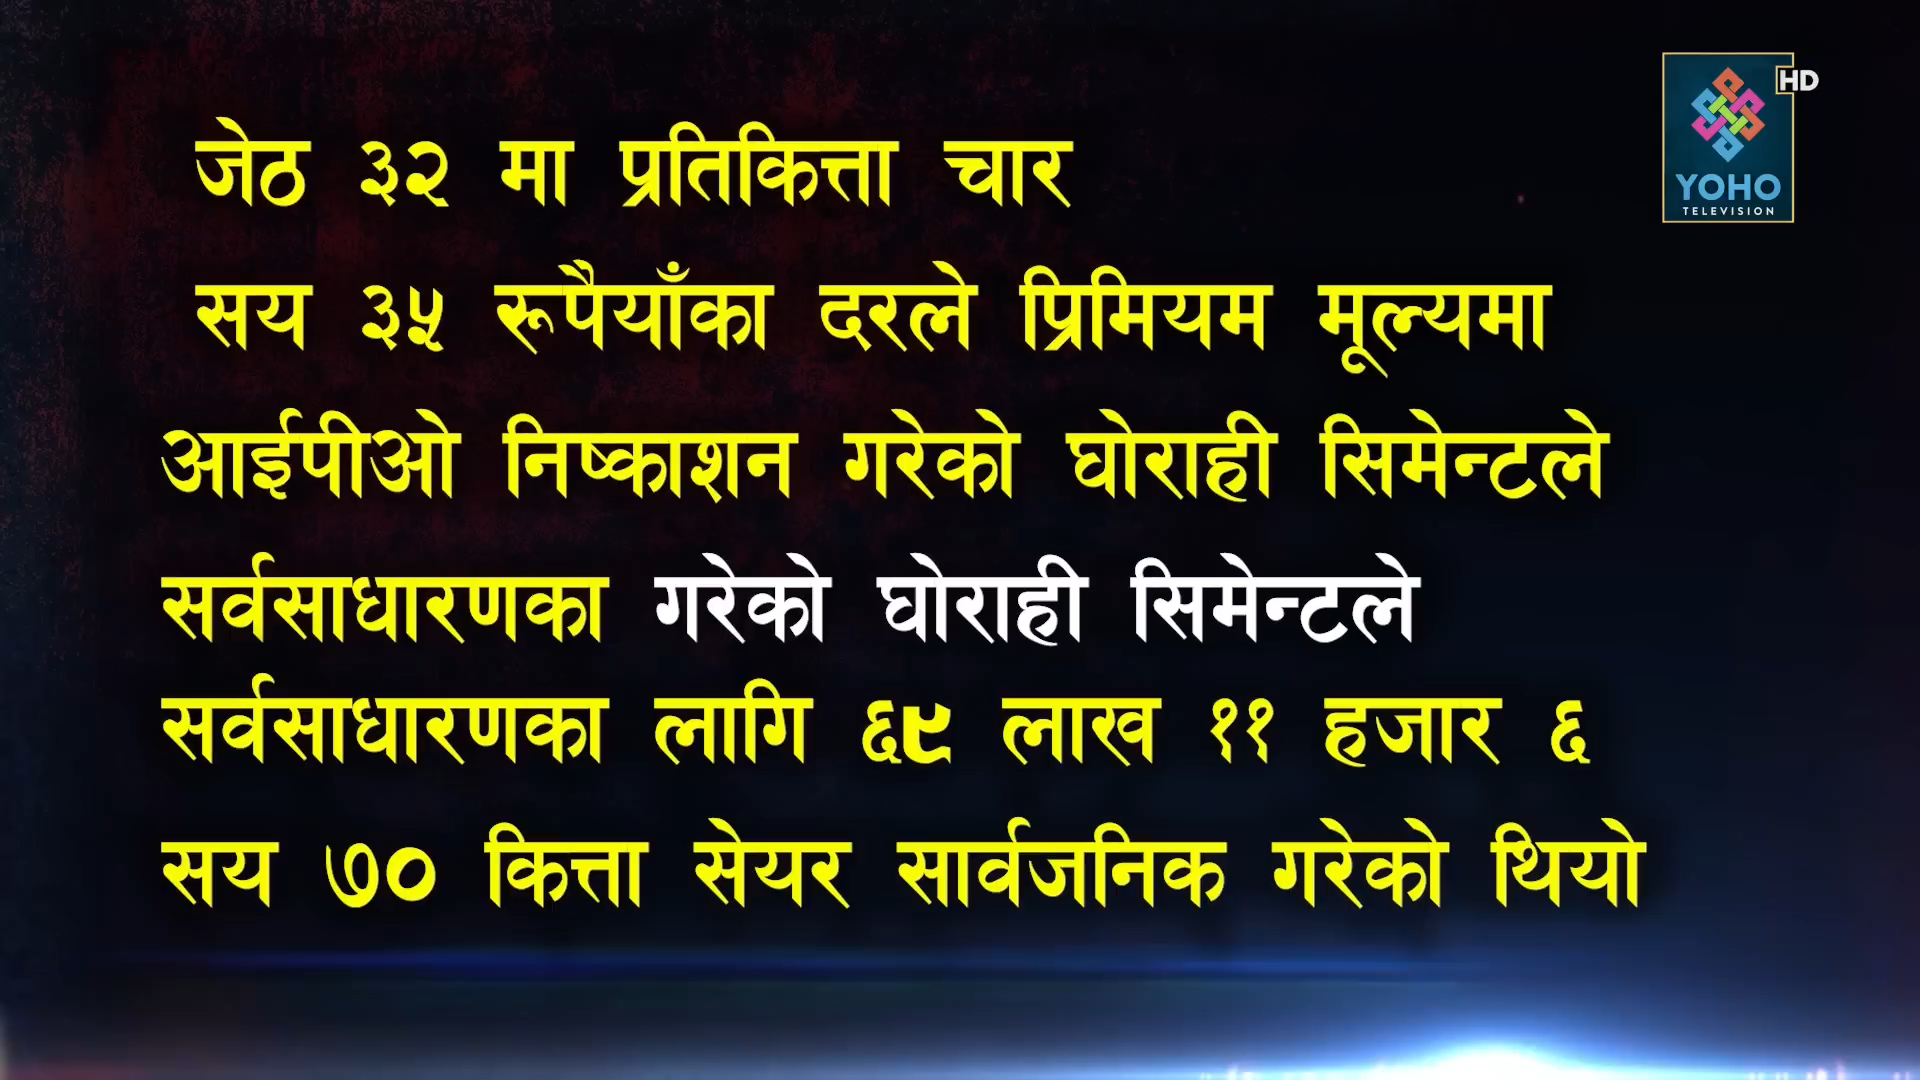 HD
YOHO
TELEVISION
जेठ ३२ मा प्रतिकित्ता चार
सय ३५ रूपैयाँका दरले प्रिमियम मूल्यमा
आईपीओ निष्काशन गरेको घोराही सिमेन्टले
सर्वसाधारणका गरेको घोराही सिमेन्टले
सर्वसाधारणका लागि ६९ लाख ११ हजार ६
सय ७० कित्ता सेयर सार्वजनिक गरेको थियो